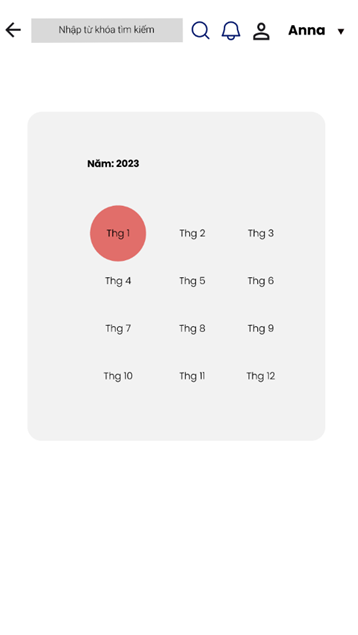 Nhập từ khóa tìm kiếm Anna
Năm: 2023
Thg 1 Thg 2 Thg 3
Thg 4 Thg 5 Thg 6
Thg 7 Thg 8 Thg 9
Thg 10 Thg 11 Thg 12